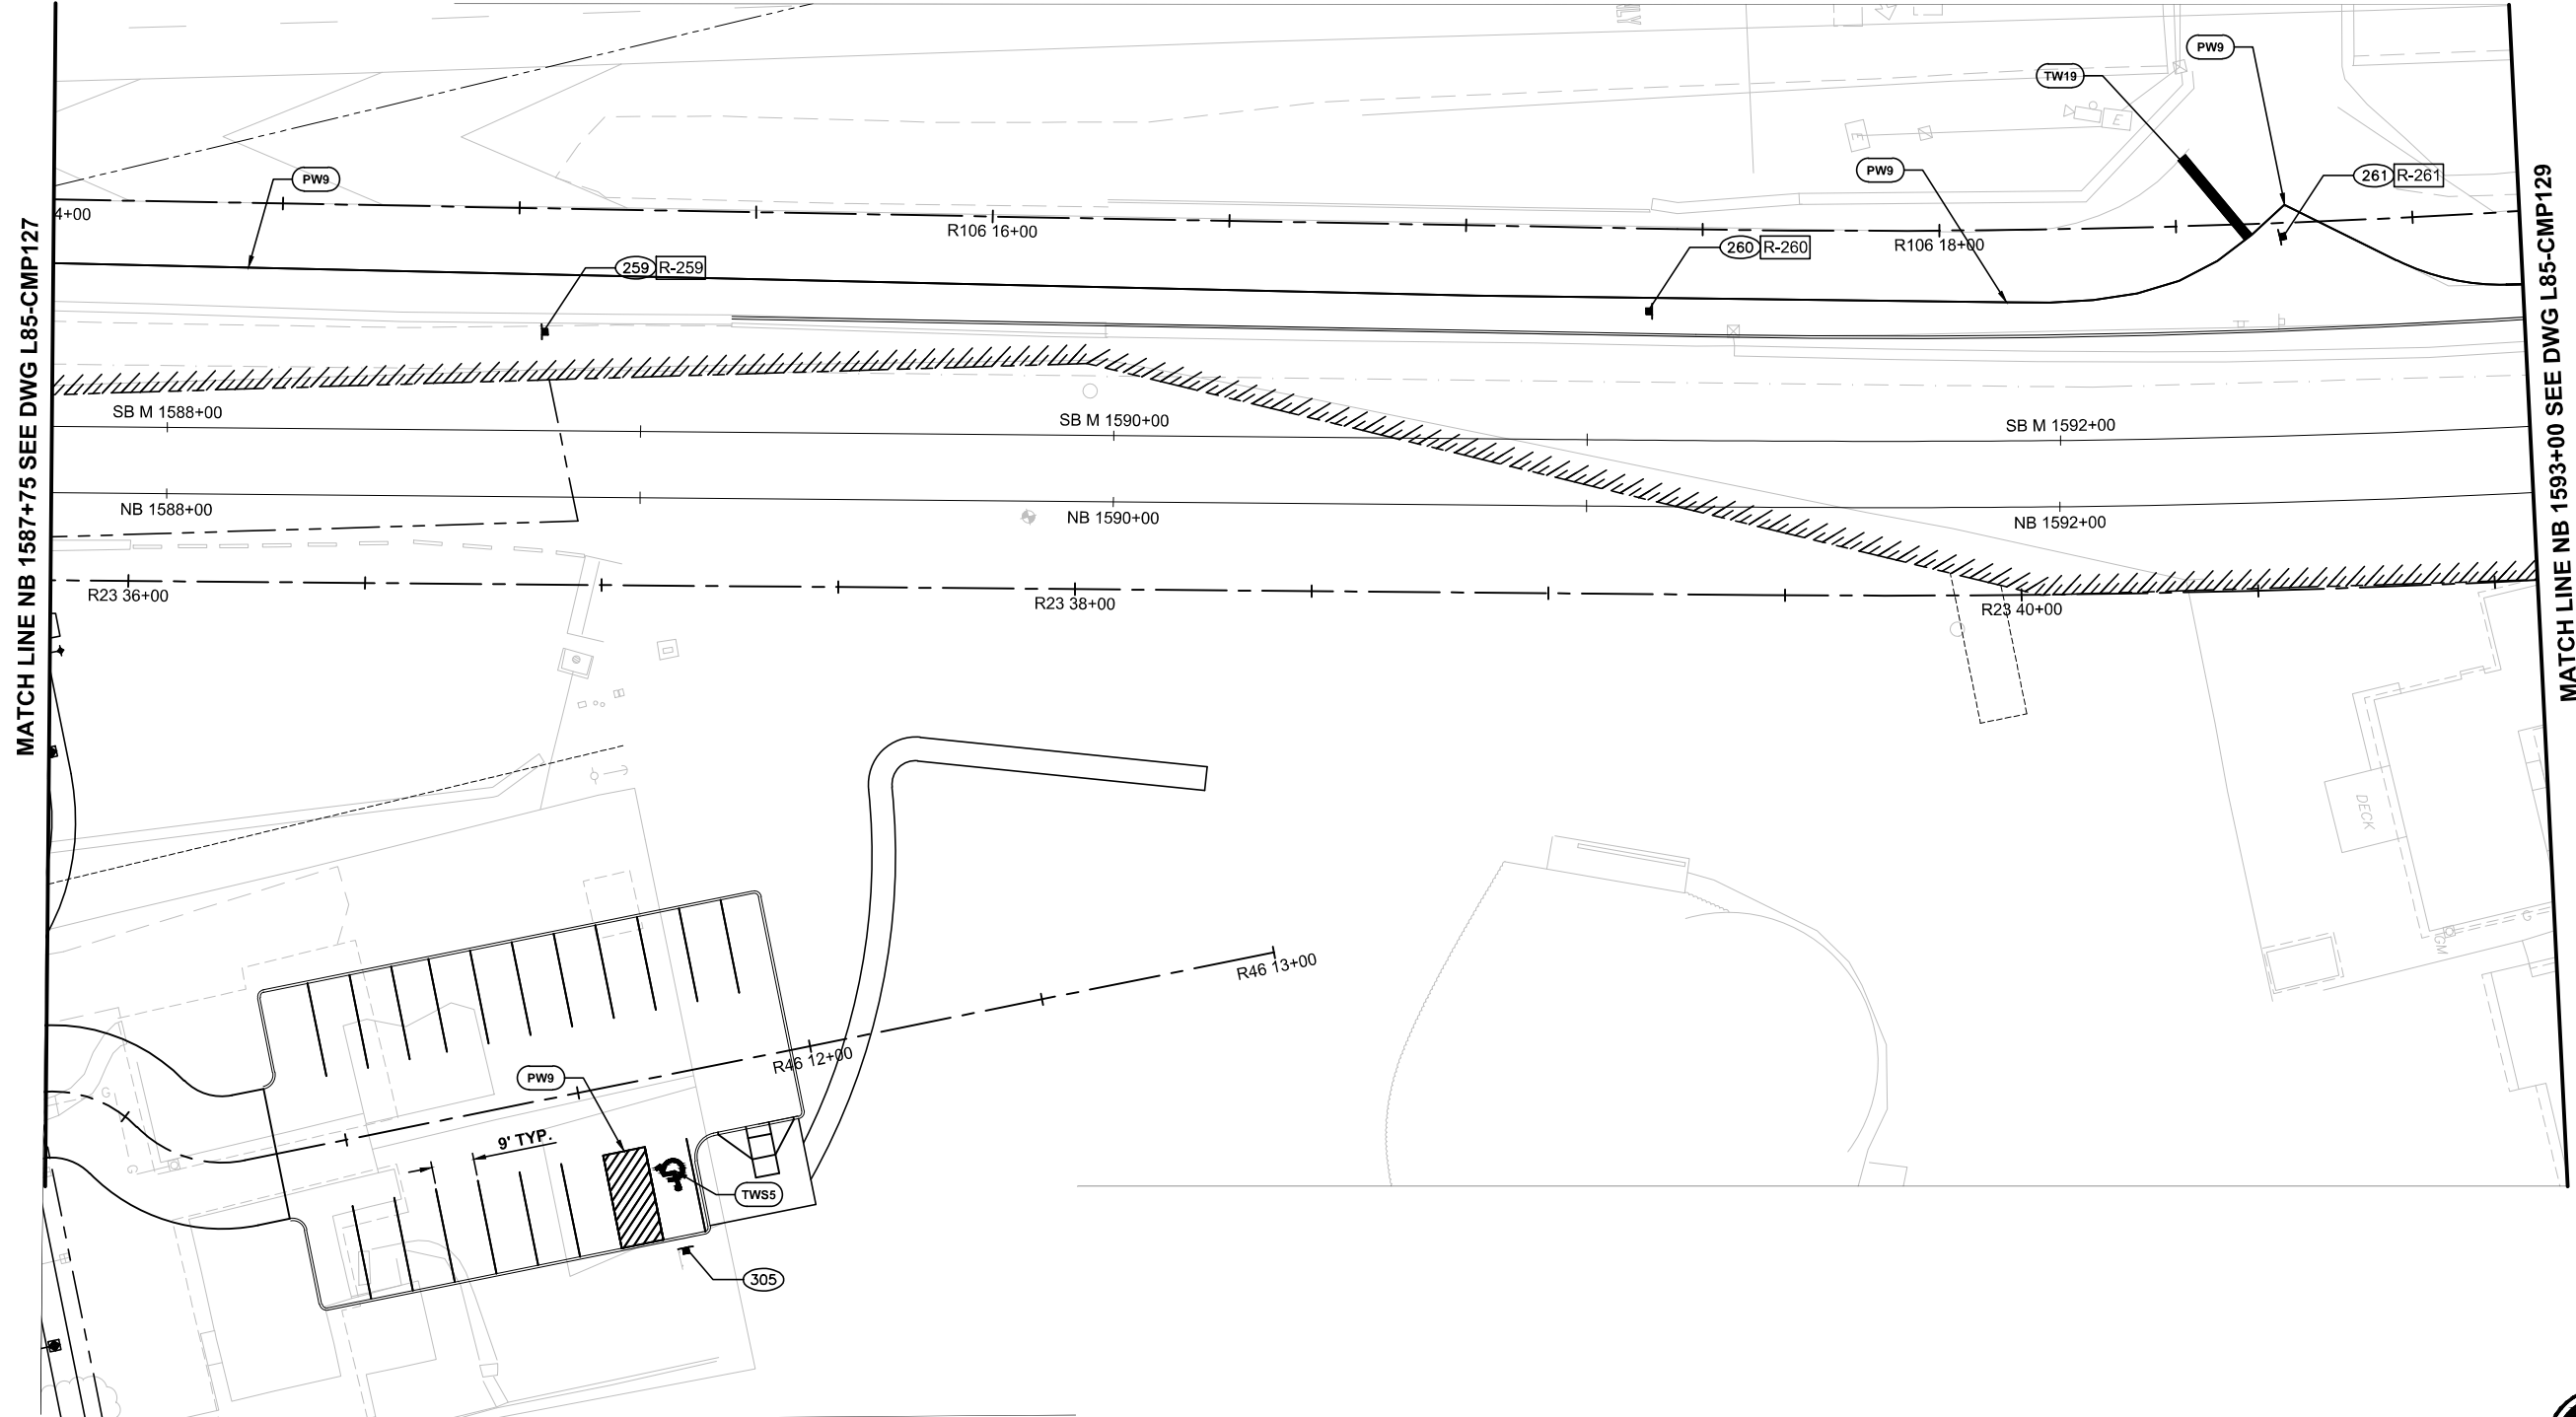 PW9
TW19
PW9
261 R-261
PW9
4+00
R106 16+00
R106 18+00
260 R-260
259 R-259
E
E
MATCH LINE NB 1587+75 SEE DWG L85-CMP127
MATCH LINE NB 1593+00 SEE DWG L85-CMP129
SB M 1588+00
SB M 1590+00
SB M 1592+00
NB 1588+00
NB 1590+00
NB 1592+00
R23 36+00
R23 38+00
R23 40+00
DECK
G
GM
R46 13+00
R46 12+00
PW9
G
G
9' TYP.
TWS5
305